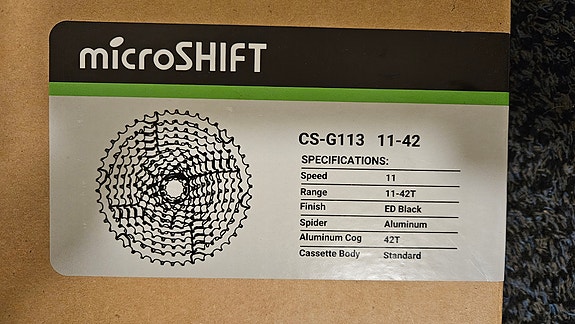 microSHIFT
CS-G113 11-42
SPECIFICATIONS:
Speed 11
Range 11-42T
Finish ED Black
Spider Aluminum
Aluminum Cog 42T
Cassette Body Standard